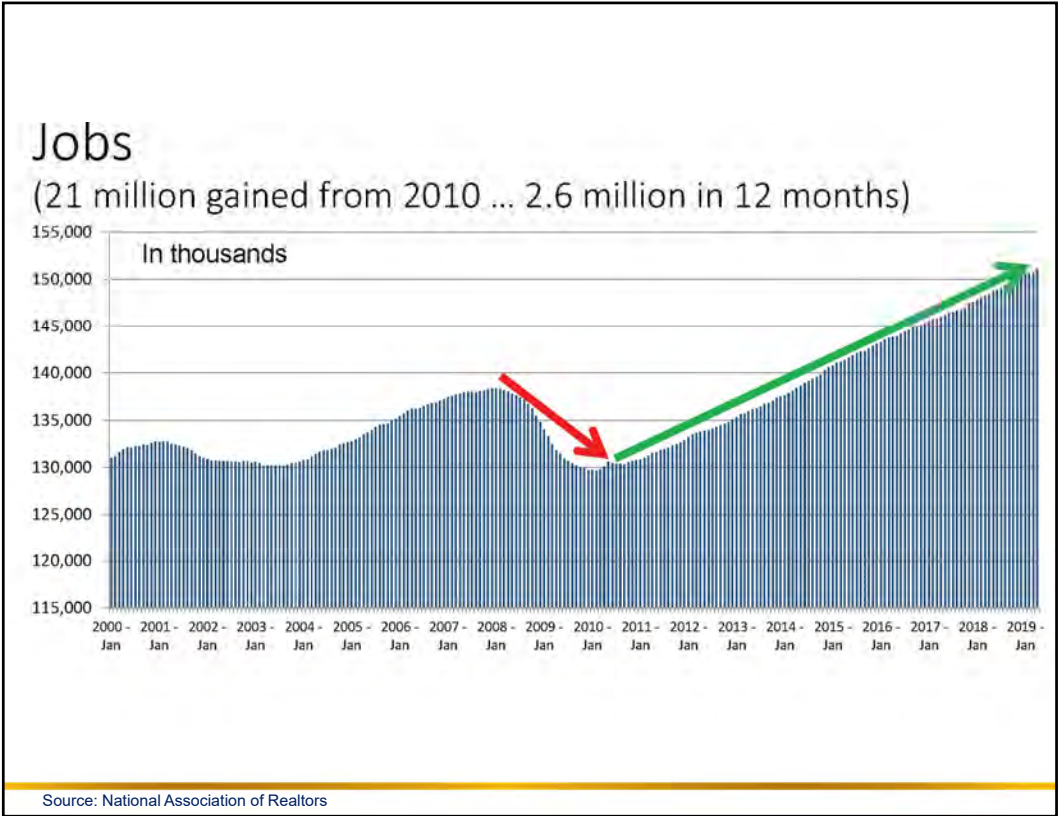 Jobs
(21 million gained from 2010 ... 2.6 million in 12 months)
155,000
In thousands
150,000
145,000
140,000
135,000
130,000
125,000
120,000
115,000
2000 - 2001 - 2002 - 2003 - 2004 - 2005 - 2006 - 2007 - 2008 - 2009 - 2010 - 2011 - 2012 - 2013 - 2014 - 2015 - 2016 - 2017 - 2018 - 2019 -
Jan Jan Jan Jan Jan Jan Jan Jan Jan Jan Jan Jan Jan Jan Jan Jan Jan Jan Jan Jan
Source: National Association of Realtors